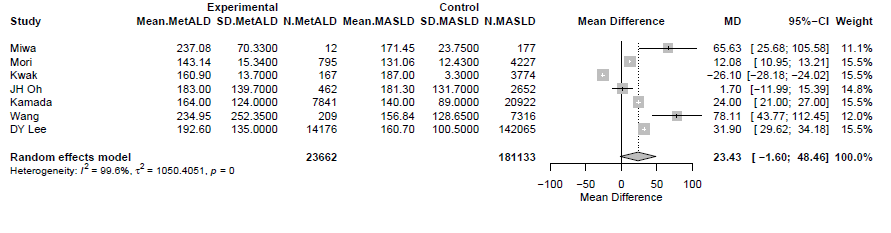 Experimental Control
Study Mean.MetALD SD.MetALD N.MetALD Mean.MASLD SD.MASLD N.MASLD Mean Difference MD 95%−CI Weight
Miwa 237.08 70.3300 12 171.45 23.7500 177 65.63 [ 25.68; 105.58] 11.1%
Mori 143.14 15.3400 795 131.06 12.4300 4227 12.08 [ 10.95; 13.21] 15.5%
Kwak 160.90 13.7000 167 187.00 3.3000 3774 −26.10 [−28.18; −24.02] 15.5%
JH Oh 183.00 139.7000 462 181.30 131.7000 2652 1.70 [−11.99; 15.39] 14.8%
Kamada 164.00 124.0000 7841 140.00 89.0000 20922 24.00 [ 21.00; 27.00] 15.5%
Wang 234.95 252.3500 209 156.84 128.6500 7316 78.11 [ 43.77; 112.45] 12.0%
DY Lee 192.60 135.0000 14176 160.70 100.5000 142065 31.90 [ 29.62; 34.18] 15.5%
Random effects model 23662 181133 23.43 [ −1.60; 48.46] 100.0%
Heterogeneity: I² = 99.6%, τ² = 1050.4051, p = 0
−100 −50 0 50 100
Mean Difference